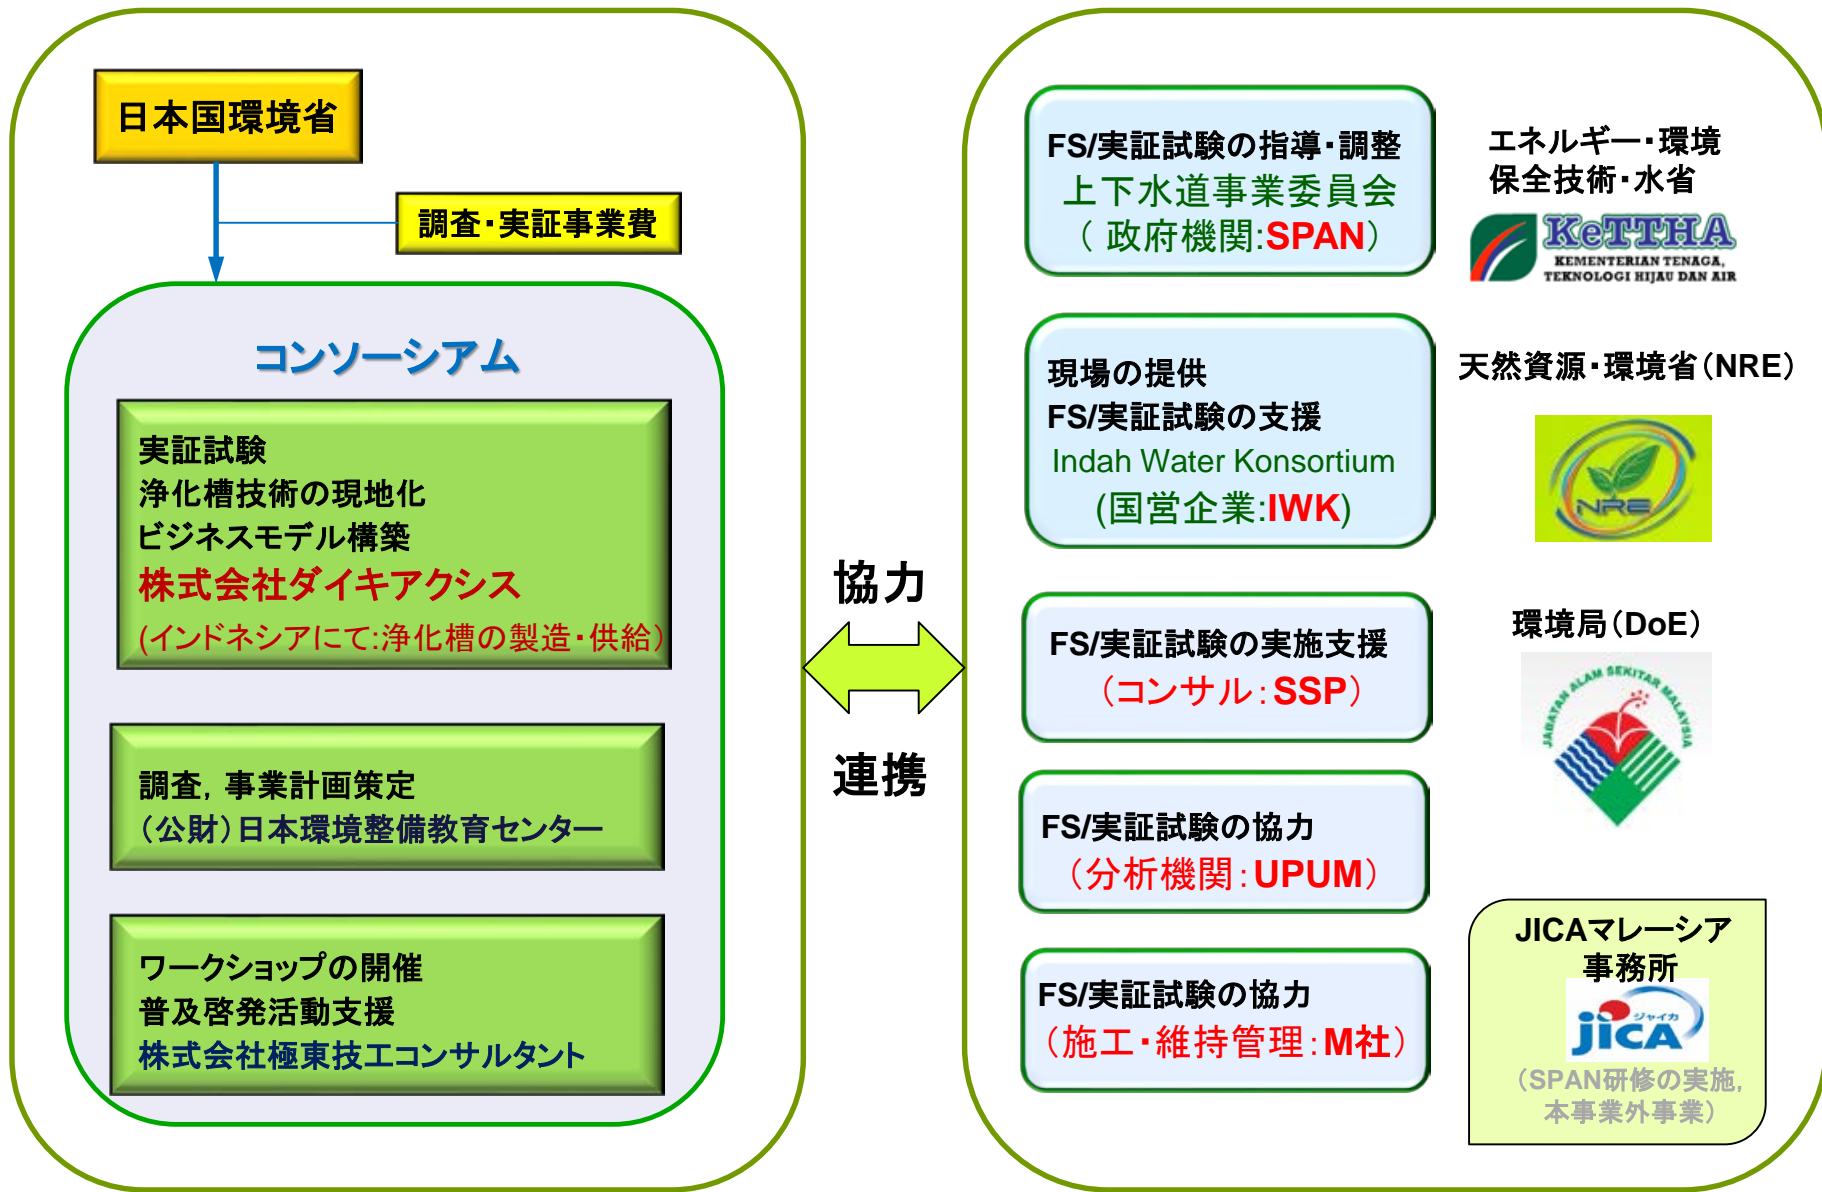 日本国環境省
調査・実証事業費
コンソーシアム
実証試験
浄化槽技術の現地化
ビジネスモデル構築
株式会社ダイキアクシス
(インドネシアにて:浄化槽の製造・供給)
調査，事業計画策定
（公財）日本環境整備教育センター
ワークショップの開催
普及啓発活動支援
株式会社極東技工コンサルタント
協力
連携
FS/実証試験の指導・調整
上下水道事業委員会
（ 政府機関:SPAN）
現場の提供
FS/実証試験の支援
Indah Water Konsortium
(国営企業:IWK)
FS/実証試験の実施支援
（コンサル：SSP）
FS/実証試験の協力
（分析機関：UPUM）
FS/実証試験の協力
（施工・維持管理：M社）
エネルギー・環境
保全技術・水省
KeTTHA
KEMENTERIAN TENAGA,
TEKNOLOGI HIJAU DAN AIR
天然資源・環境省（NRE）
NRE
環境局（DoE）
JABATAN ALAM SEKITAR MALAYSIA
JICAマレーシア
事務所
ジャイカ
jICA
（SPAN研修の実施，
本事業外事業）